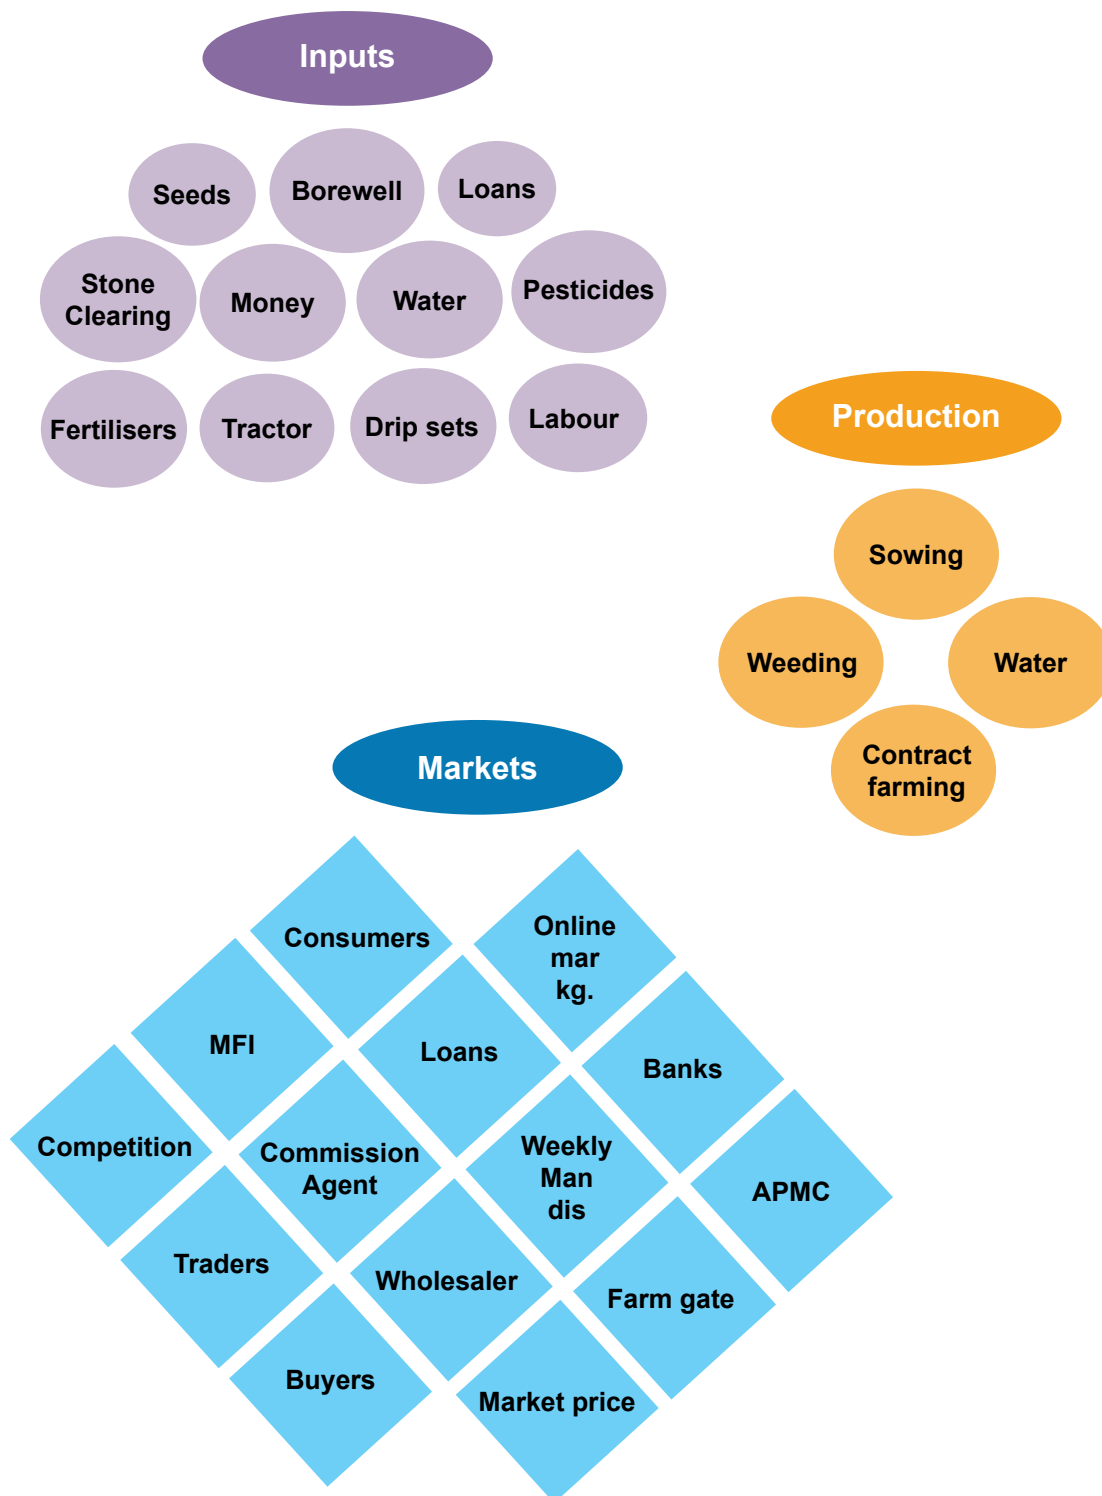 Inputs
Seeds
Borewell
Loans
Stone
Clearing
Money
Water
Pesticides
Fertilisers
Tractor
Drip sets
Labour
Production
Sowing
Weeding
Water
Contract
farming
Markets
Consumers
Online
mar
kg.
MFI
Loans
Banks
Competition
Commission
Agent
Weekly
Man
dis
APMC
Traders
Wholesaler
Farm gate
Buyers
Market price